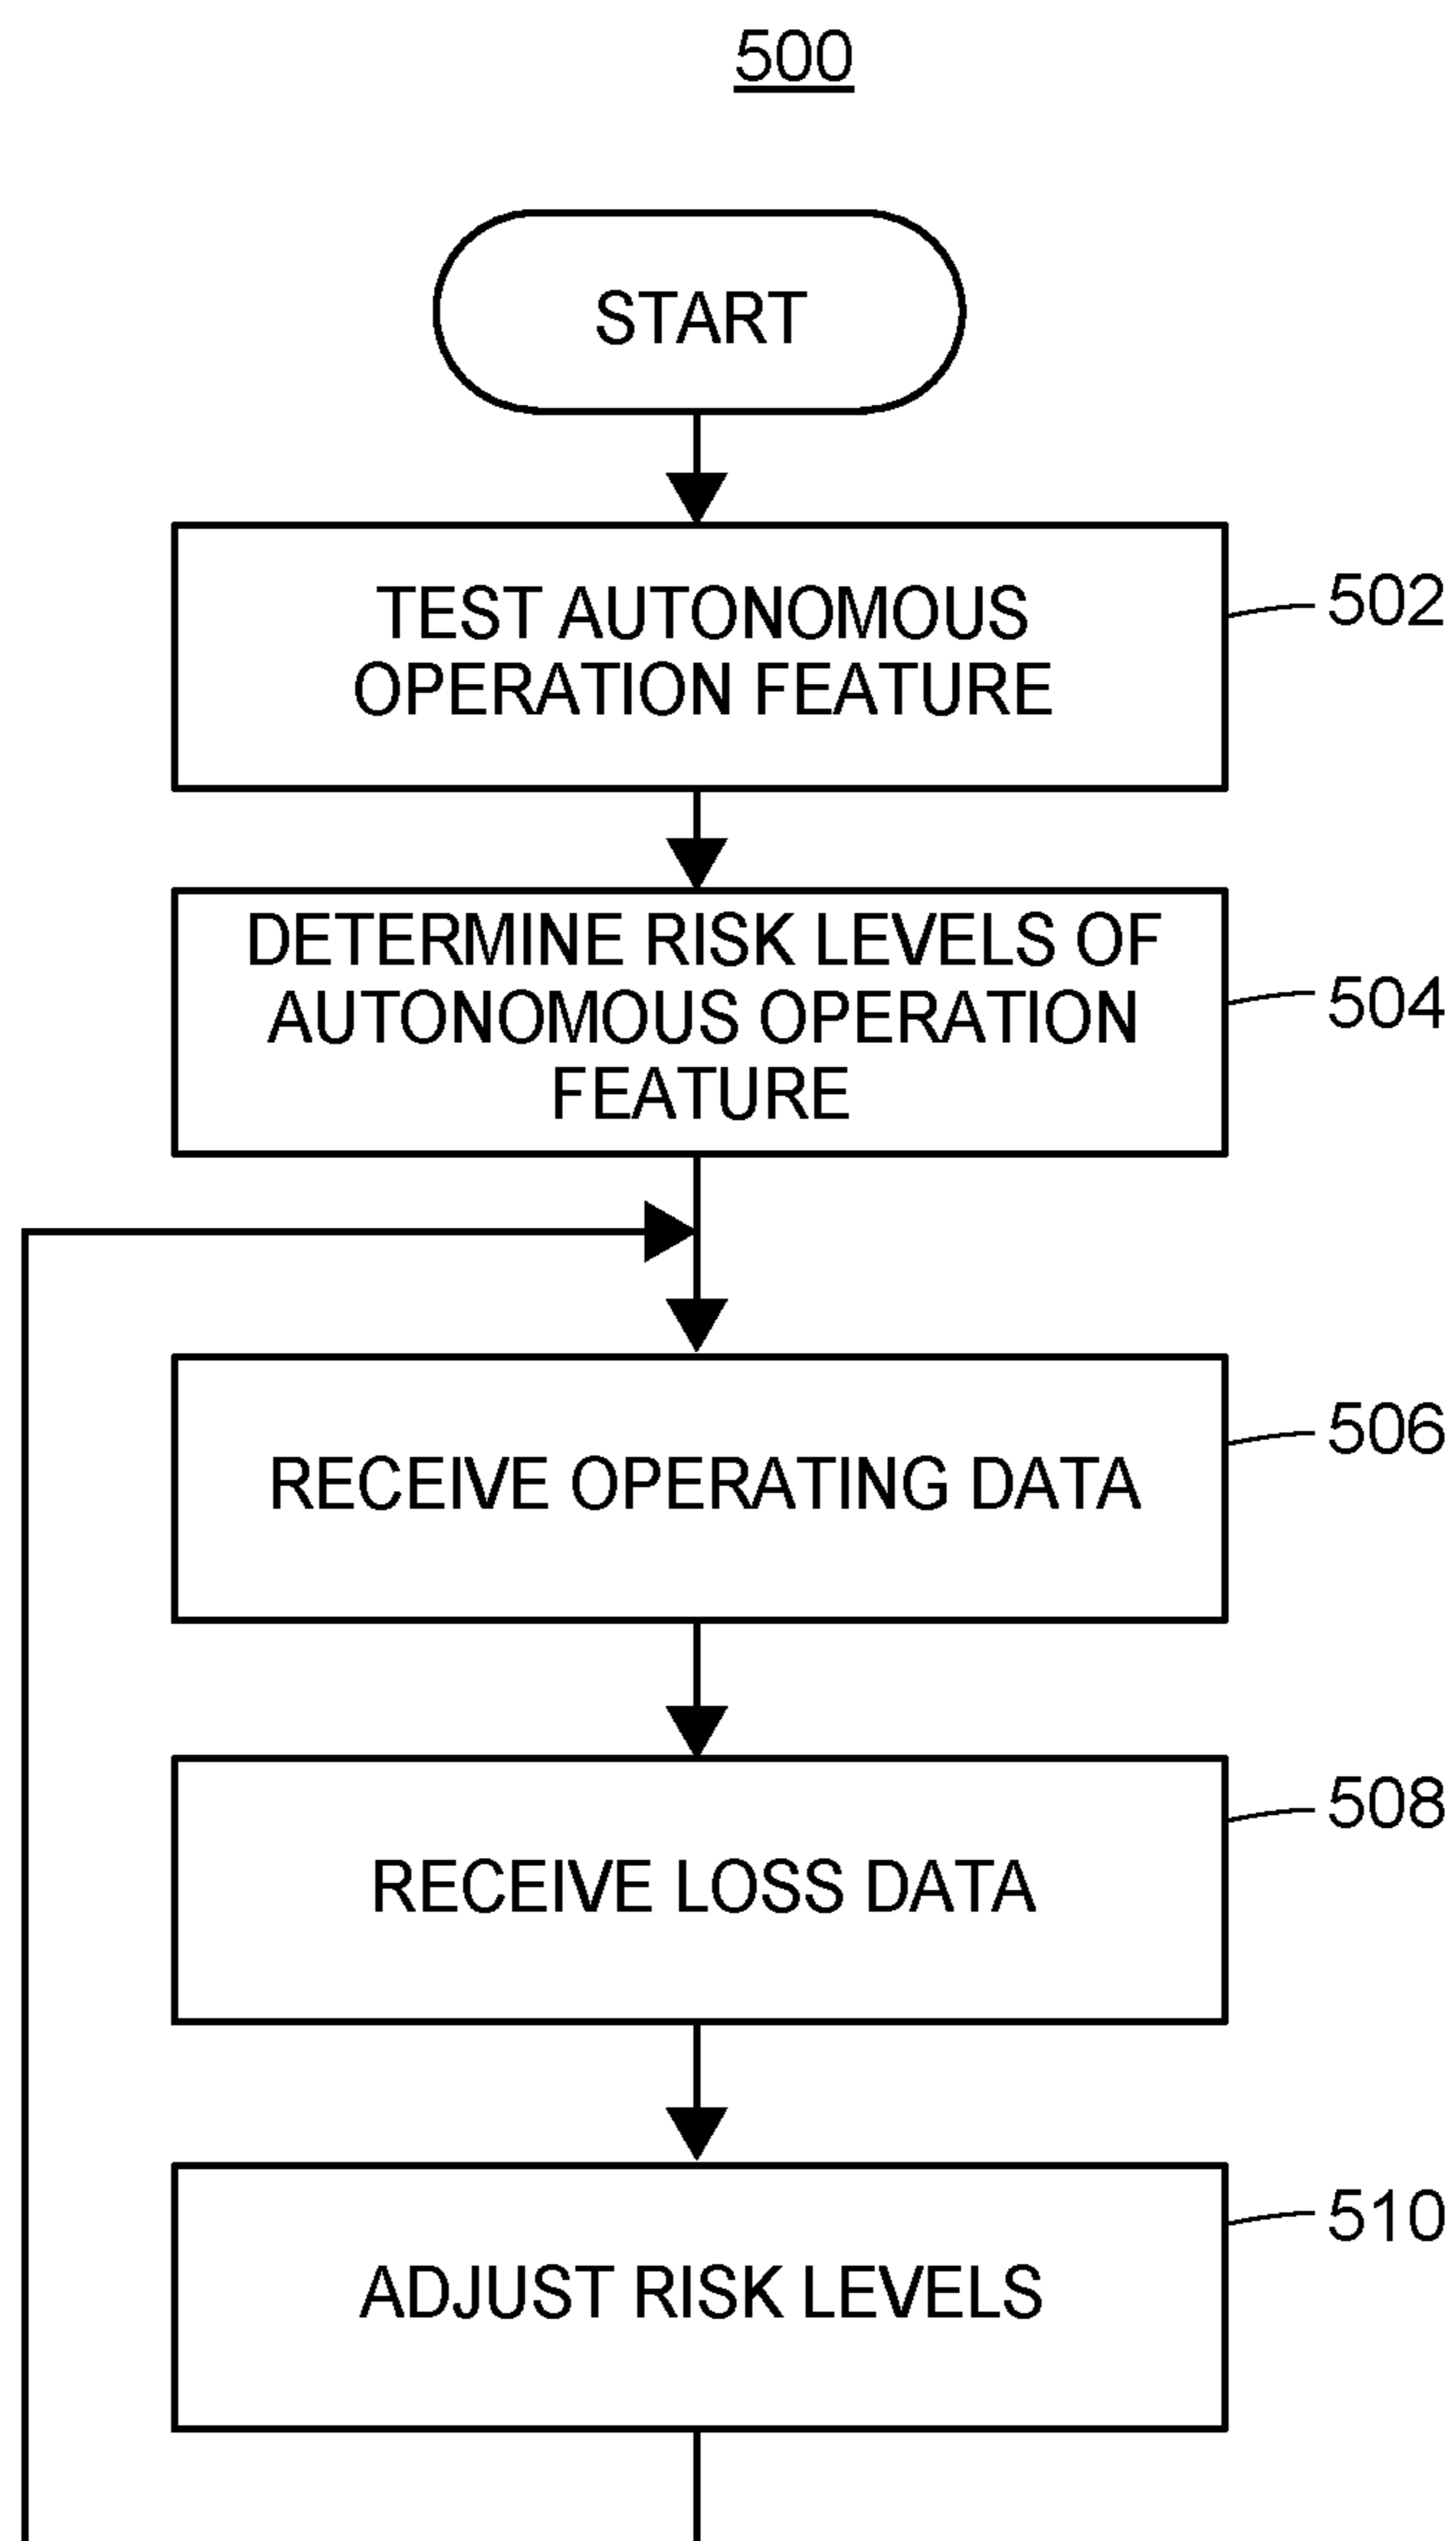 500
START
TEST AUTONOMOUS
OPERATION FEATURE
502
DETERMINE RISK LEVELS OF
AUTONOMOUS OPERATION
FEATURE
504
RECEIVE OPERATING DATA
506
RECEIVE LOSS DATA
508
ADJUST RISK LEVELS
510